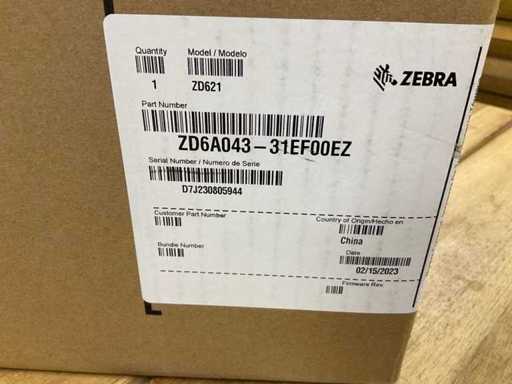 Quantity
Model / Modelo
1
ZD621
ZEBRA
Part Number
ZD6A043-31EF00EZ
Serial Number / Numero de Serie
D7J230805944
Customer Part Number
Country of Origin/Hecho en
China
Bundle Number
Date
02/15/2023
Firmware Rev